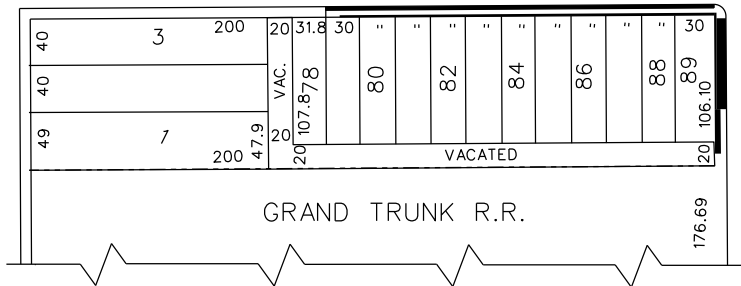 40 3 200 20 31.8 30 " " " " " " " " " 30
40 VAC. 107.8 78 80 82 84 86 88 89 106.10
49 1 200 47.9 20 20 VACATED 20
GRAND TRUNK R.R. 176.69